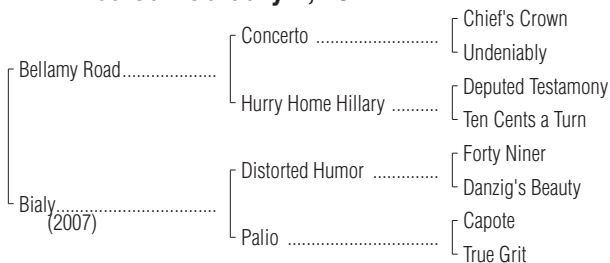 Chief's Crown
Concerto ..........................
Undeniably
Bellamy Road....................
Deputed Testamony
Hurry Home Hillary ..........
Ten Cents a Turn
Forty Niner
Distorted Humor ..............
Danzig's Beauty
Bialy..................................
(2007)
Capote
Palio ................................
True Grit